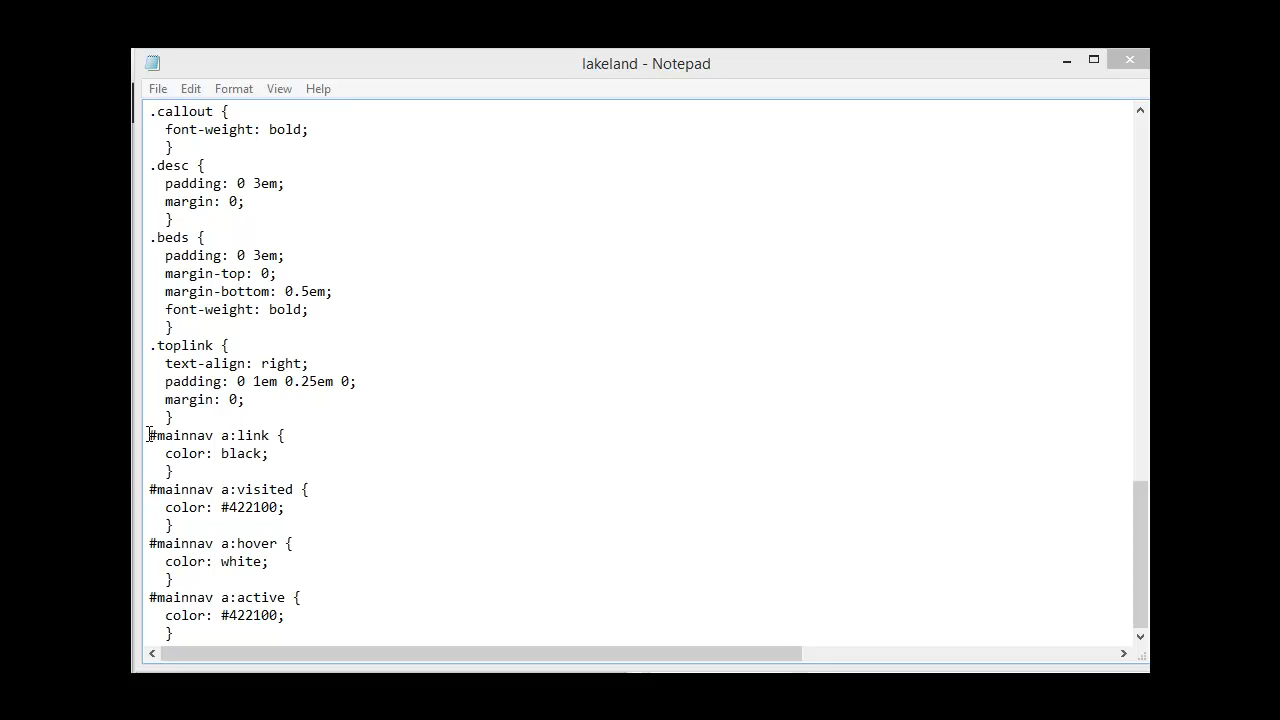 lakeland - Notepad
File Edit Format View Help
.callout {
font-weight: bold;
}
.desc {
padding: 0 3em;
margin: 0;
}
.beds {
padding: 0 3em;
margin-top: 0;
margin-bottom: 0.5em;
font-weight: bold;
}
.toplink {
text-align: right;
padding: 0 1em 0.25em 0;
margin: 0;
}
#mainnav a:link {
color: black;
}
#mainnav a:visited {
color: #422100;
}
#mainnav a:hover {
color: white;
}
#mainnav a:active {
color: #422100;
}